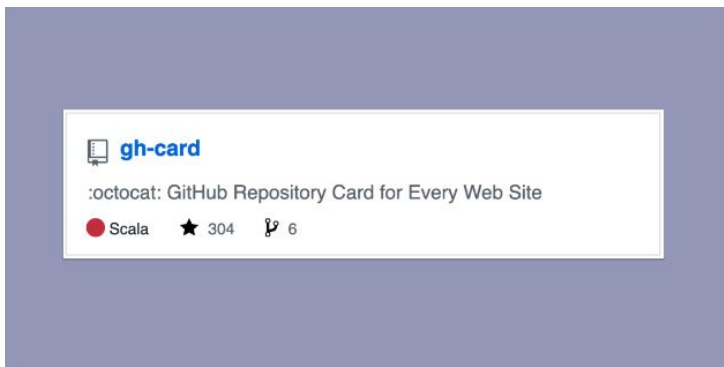 gh-card
:octocat: GitHub Repository Card for Every Web Site
Scala 304 6